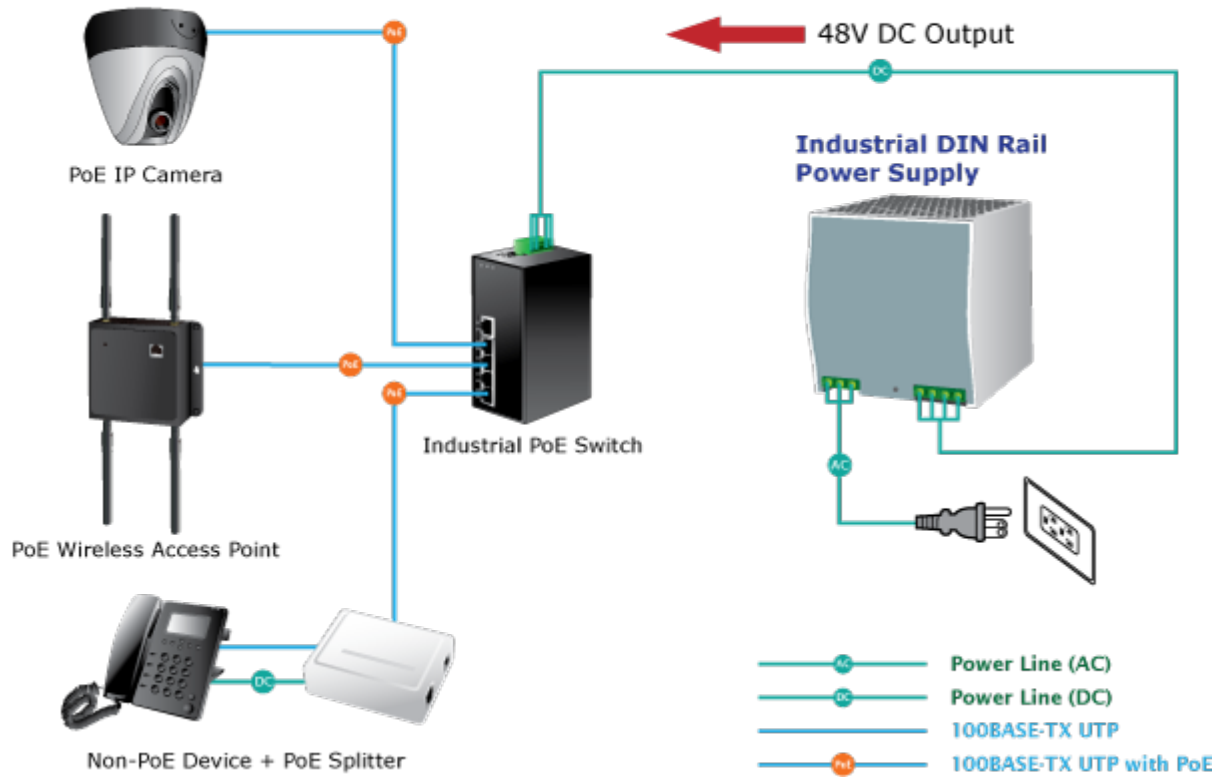 PoE
48V DC Output
DC
PoE IP Camera
Industrial DIN Rail
Power Supply
PoE
PoE
Industrial PoE Switch
AC
PoE Wireless Access Point
DC
Non-PoE Device + PoE Splitter
AC Power Line (AC)
DC Power Line (DC)
100BASE-TX UTP
PoE 100BASE-TX UTP with PoE